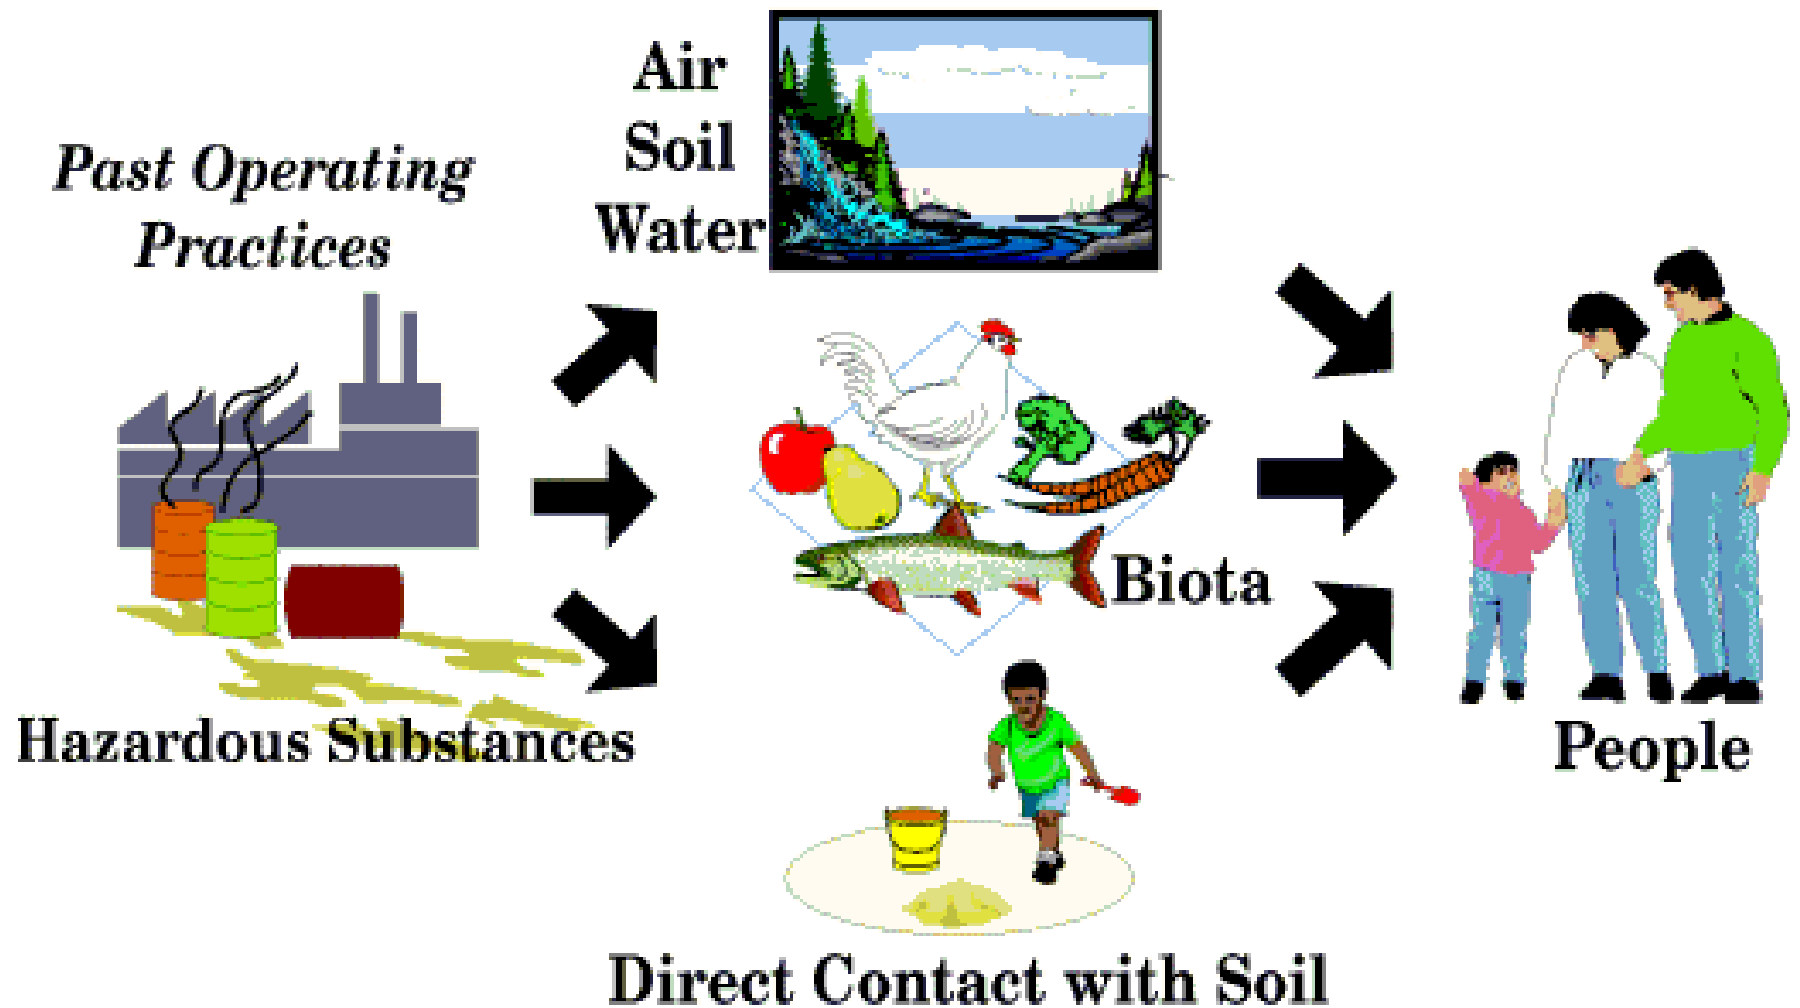 Past Operating
Practices
Hazardous Substances
Air
Soil
Water
Biota
Direct Contact with Soil
People